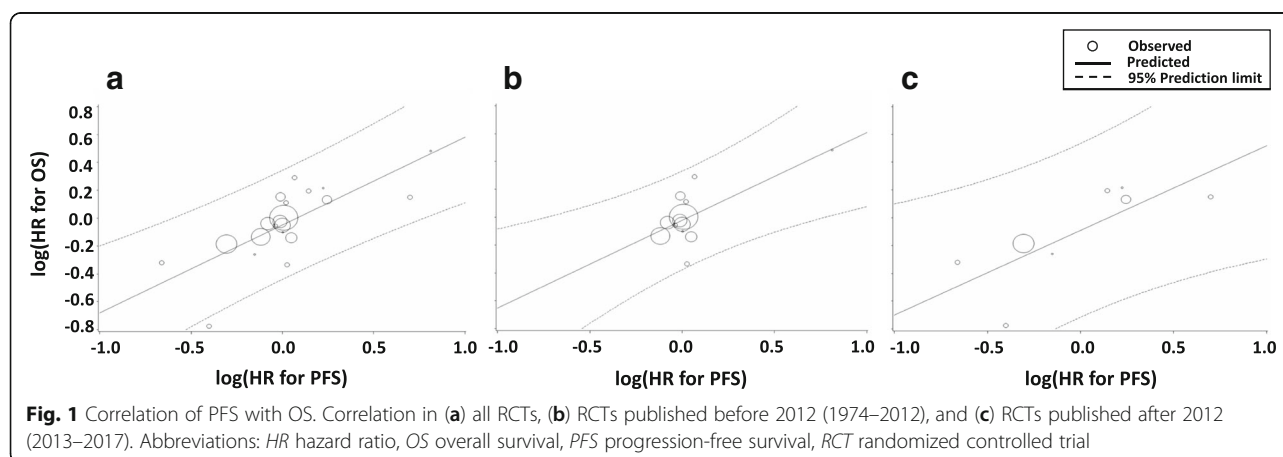 Observed
Predicted
95% Prediction limit
a
b
c
log(HR for OS)
0.8
0.6
0.4
0.2
0.0
-0.2
-0.4
-0.6
-0.8
-1.0 -0.5 0.0 0.5 1.0
-1.0 -0.5 0.0 0.5 1.0
-1.0 -0.5 0.0 0.5 1.0
log(HR for PFS)
log(HR for PFS)
log(HR for PFS)
Fig. 1 Correlation of PFS with OS. Correlation in (a) all RCTs, (b) RCTs published before 2012 (1974–2012), and (c) RCTs published after 2012
(2013–2017). Abbreviations: HR hazard ratio, OS overall survival, PFS progression-free survival, RCT randomized controlled trial